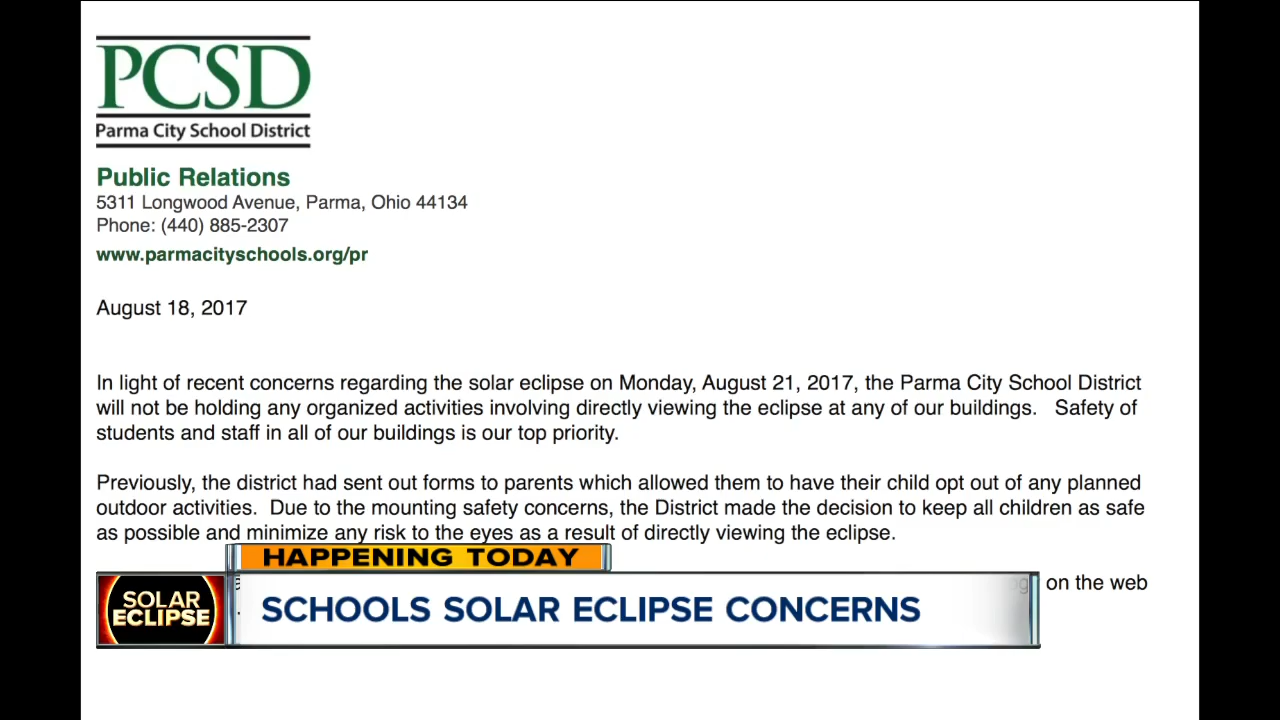 PCSD
Parma City School District
Public Relations
5311 Longwood Avenue, Parma, Ohio 44134
Phone: (440) 885-2307
www.parmacityschools.org/pr
August 18, 2017
In light of recent concerns regarding the solar eclipse on Monday, August 21, 2017, the Parma City School District
will not be holding any organized activities involving directly viewing the eclipse at any of our buildings.   Safety of
students and staff in all of our buildings is our top priority.
Previously, the district had sent out forms to parents which allowed them to have their child opt out of any planned
outdoor activities.  Due to the mounting safety concerns, the District made the decision to keep all children as safe
as possible and minimize any risk to the eyes as a result of directly viewing the eclipse.
HAPPENING TODAY
on the web
SOLAR
ECLIPSE
SCHOOLS SOLAR ECLIPSE CONCERNS